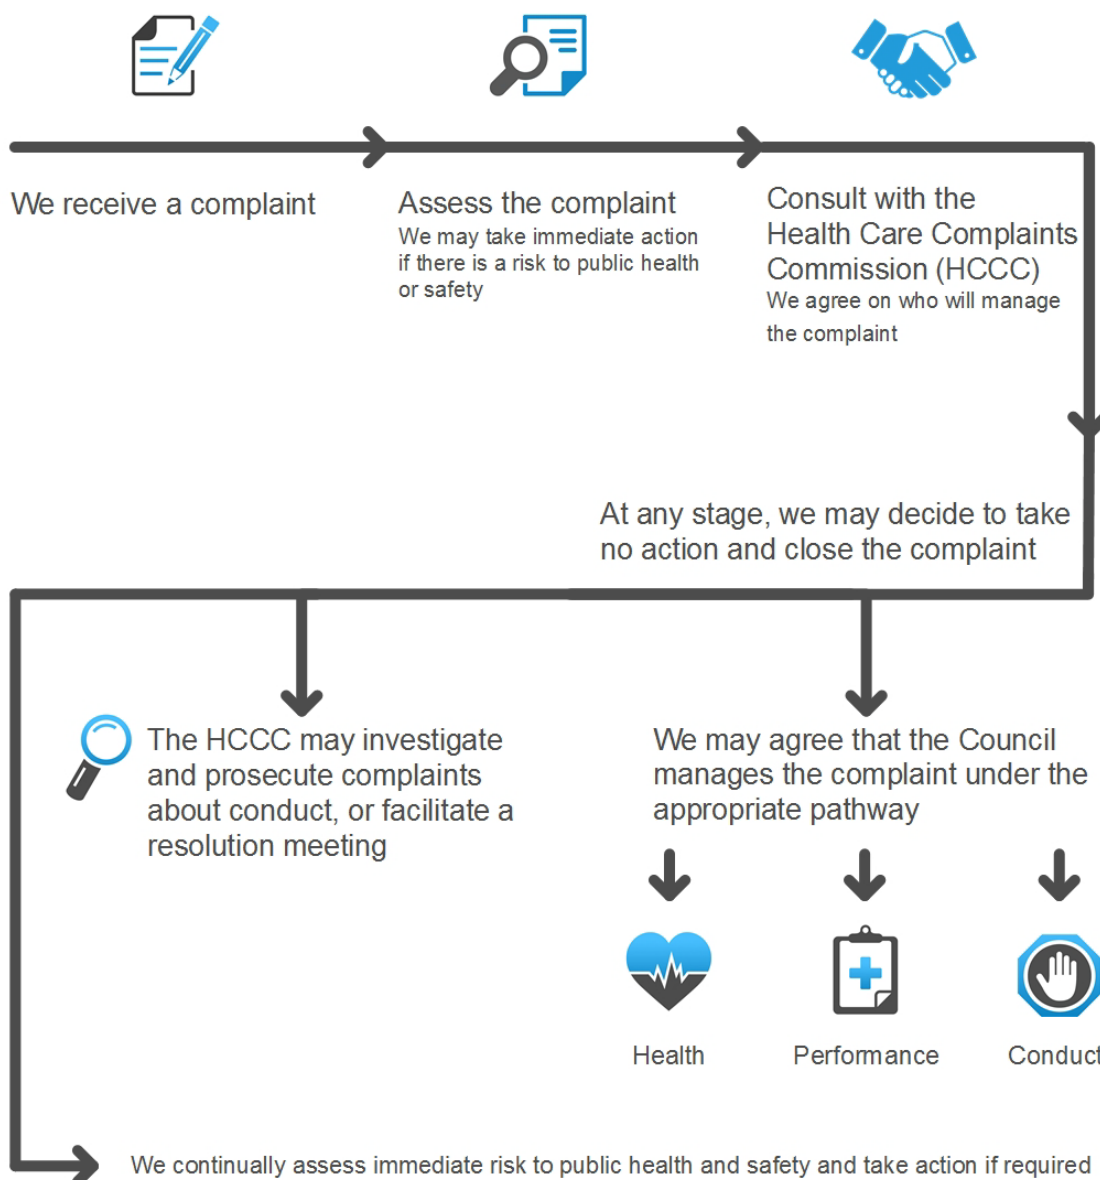 We receive a complaint
Assess the complaint
We may take immediate action
if there is a risk to public health
or safety
Consult with the
Health Care Complaints
Commission (HCCC)
We agree on who will manage
the complaint
At any stage, we may decide to take
no action and close the complaint
The HCCC may investigate
and prosecute complaints
about conduct, or facilitate a
resolution meeting
We may agree that the Council
manages the complaint under the
appropriate pathway
Health
Performance
Conduct
We continually assess immediate risk to public health and safety and take action if required